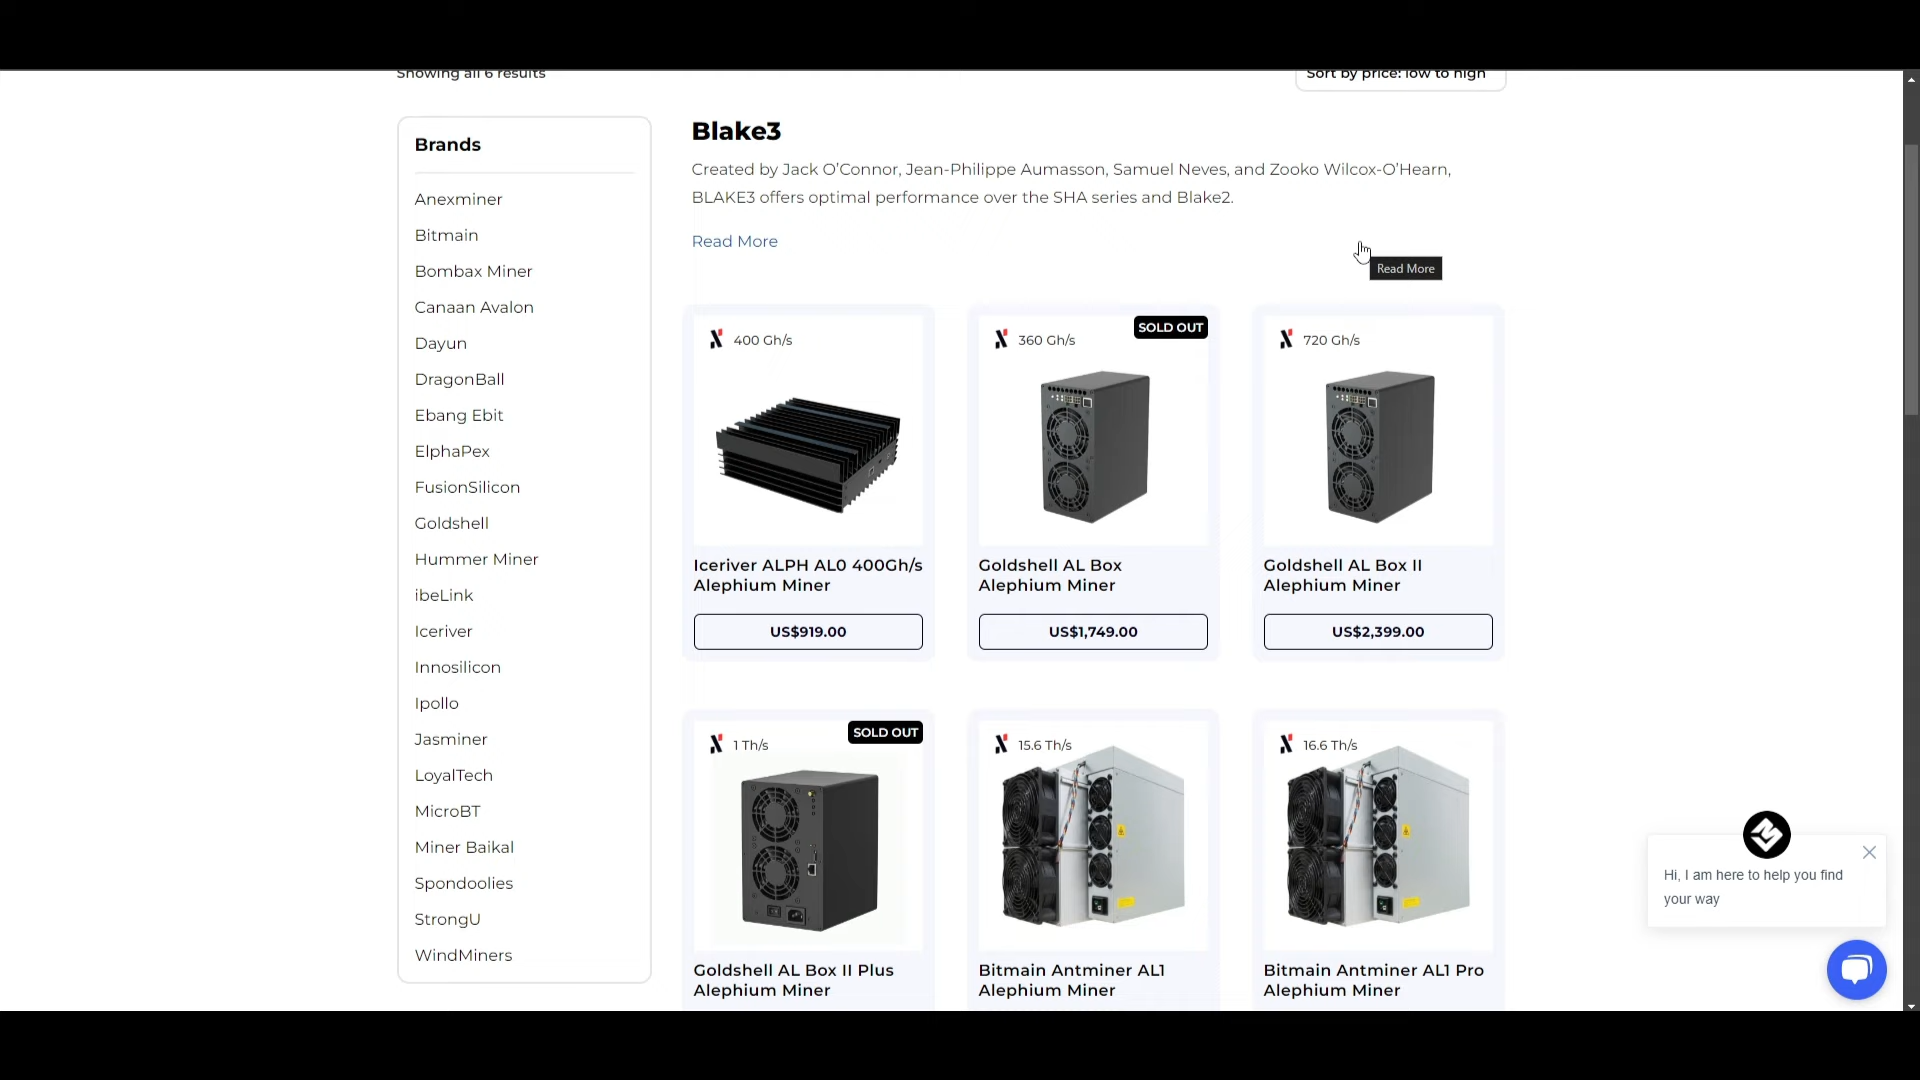 Showing all 6 results
Sort by price: low to high
Brands
Anexminer
Bitmain
Bombax Miner
Canaan Avalon
Dayun
DragonBall
Ebang Ebit
ElphaPex
FusionSilicon
Goldshell
Hummer Miner
ibeLink
Iceriver
Innosilicon
Ipollo
Jasminer
LoyalTech
MicroBT
Miner Baikal
Spondoolies
StrongU
WindMiners
Blake3
Created by Jack O'Connor, Jean-Philippe Aumasson, Samuel Neves, and Zooko Wilcox-O'Hearn,
BLAKE3 offers optimal performance over the SHA series and Blake2.
Read More
Read More
400 Gh/s
Iceriver ALPH AL0 400Gh/s
Alephium Miner
US$919.00
SOLD OUT
360 Gh/s
Goldshell AL Box
Alephium Miner
US$1,749.00
720 Gh/s
Goldshell AL Box II
Alephium Miner
US$2,399.00
SOLD OUT
1 Th/s
Goldshell AL Box II Plus
Alephium Miner
15.6 Th/s
Bitmain Antminer AL1
Alephium Miner
16.6 Th/s
Bitmain Antminer AL1 Pro
Alephium Miner
Hi, I am here to help you find
your way